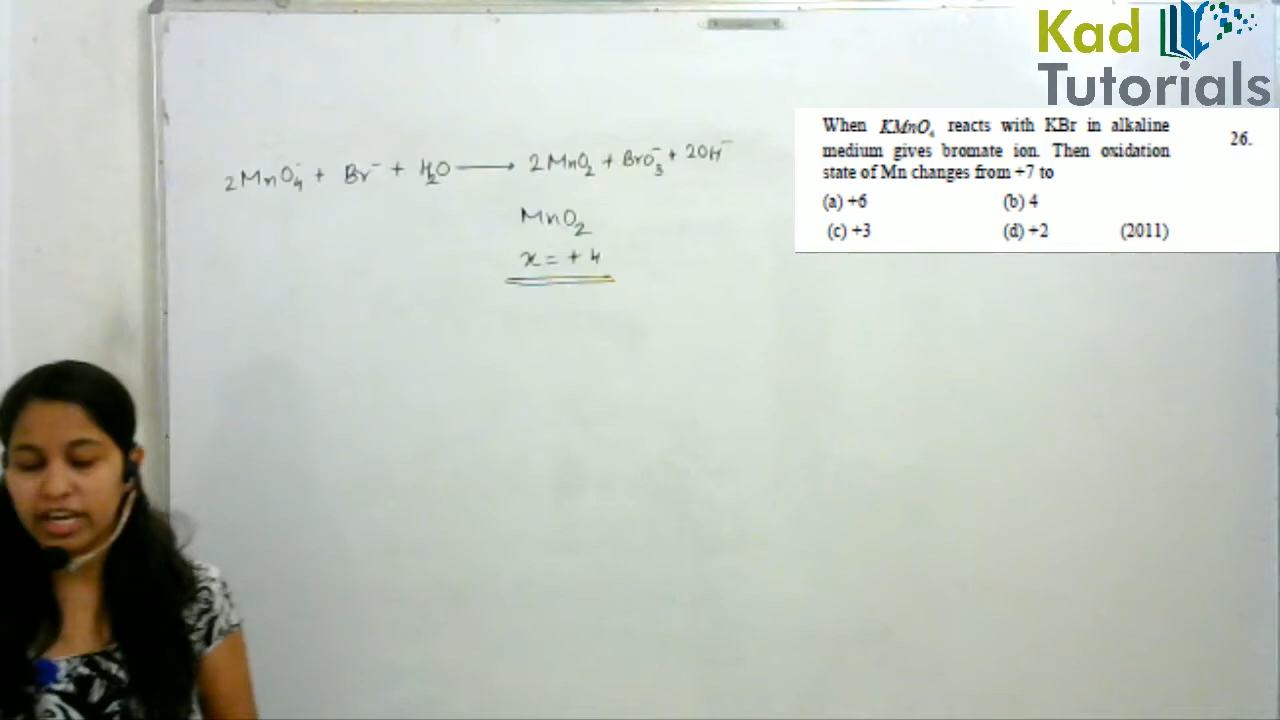 Kad
Tutorials
When KMnO₄ reacts with KBr in alkaline 26.
medium gives bromate ion. Then oxidation
state of Mn changes from +7 to
(a) +6 (b) 4
(c) +3 (d) +2 (2011)
2MnO₄⁻ + Br⁻ + H₂O ⟶ 2MnO₂ + BrO₃⁻ + 2OH⁻
MnO₂
x = + 4